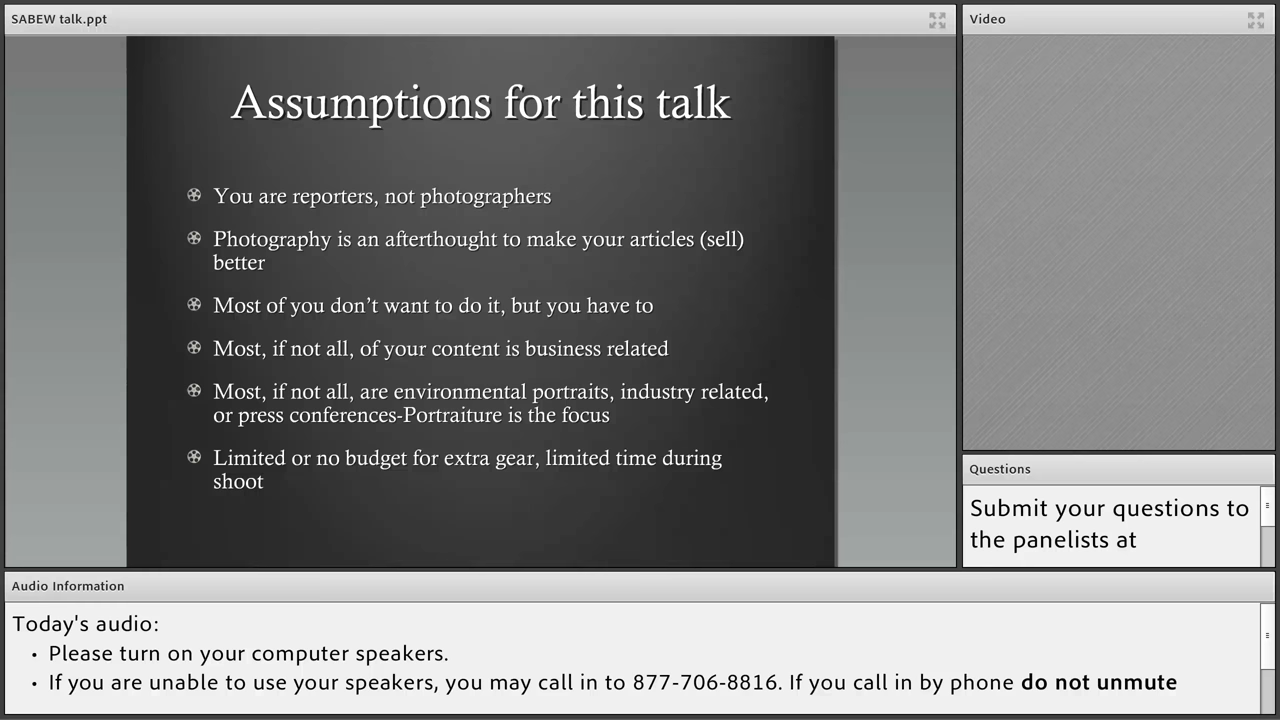 SABEW talk.ppt
Assumptions for this talk
You are reporters, not photographers
Photography is an afterthought to make your articles (sell)
better
Most of you don’t want to do it, but you have to
Most, if not all, of your content is business related
Most, if not all, are environmental portraits, industry related,
or press conferences-Portraiture is the focus
Limited or no budget for extra gear, limited time during
shoot
Video
Questions
Submit your questions to
the panelists at
Audio Information
Today's audio:
• Please turn on your computer speakers.
• If you are unable to use your speakers, you may call in to 877-706-8816. If you call in by phone do not unmute